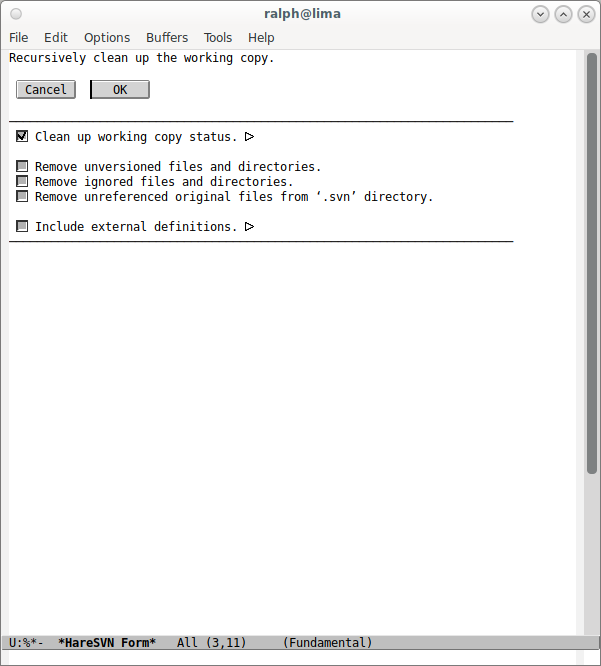 ralph@lima
File Edit Options Buffers Tools Help
Recursively clean up the working copy.
Cancel OK
Clean up working copy status.
Remove unversioned files and directories.
Remove ignored files and directories.
Remove unreferenced original files from ‘.svn’ directory.
Include external definitions.
U:%*- *HareSVN Form* All (3,11) (Fundamental)